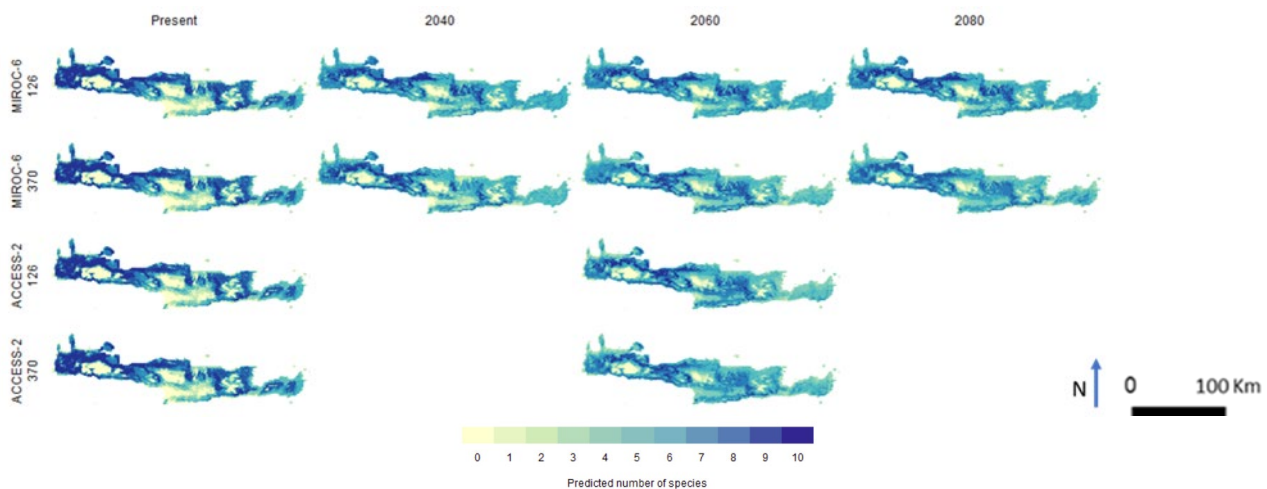 Present 2040 2060 2080
MIROC-6
126
MIROC-6
370
ACCESS-2
126
ACCESS-2
370
N 0 100 Km
0 1 2 3 4 5 6 7 8 9 10
Predicted number of species